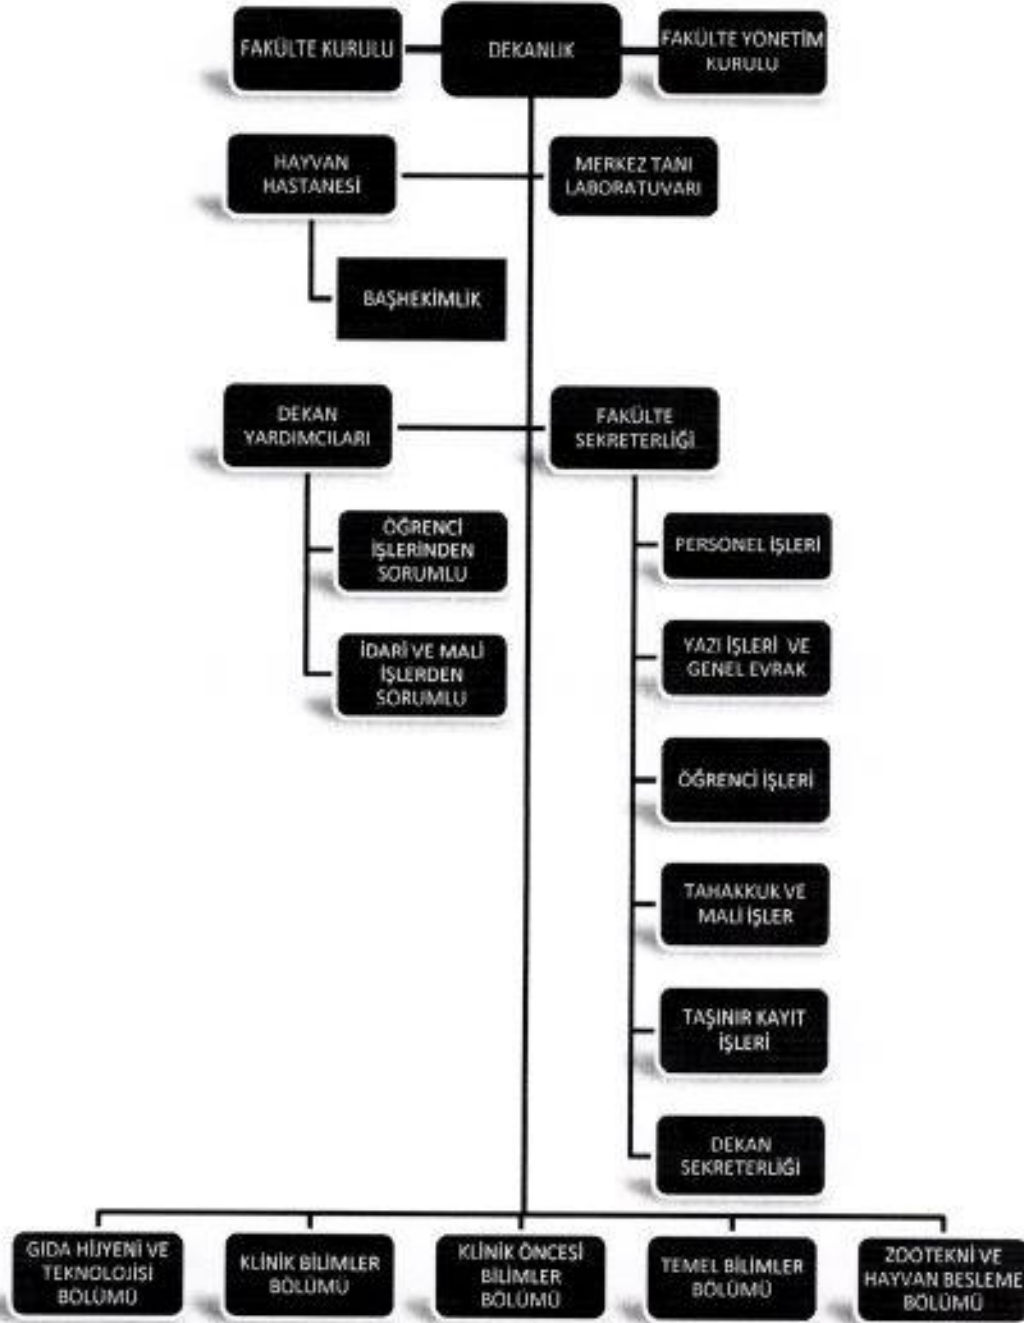 FAKÜLTE KURULU
DEKANLIK
FAKÜLTE YÖNETİM
KURULU
HAYVAN
HASTANESİ
MERKEZ TANI
LABORATUVARI
BAŞHEKİMLİK
DEKAN
YARDIMCILARI
FAKÜLTE
SEKRETERLİĞİ
ÖĞRENCİ
İŞLERİNDEN
SORUMLU
İDARİ VE MALİ
İŞLERDEN
SORUMLU
PERSONEL İŞLERİ
YAZI İŞLERİ VE
GENEL EVRAK
ÖĞRENCİ İŞLERİ
TAHAKKUK VE
MALİ İŞLER
TAŞINIR KAYIT
İŞLERİ
DEKAN
SEKRETERLİĞİ
GIDA HİJYENİ VE
TEKNOLOJİSİ
BÖLÜMÜ
KLİNİK BİLİMLER
BÖLÜMÜ
KLİNİK ÖNCESİ
BİLİMLER
BÖLÜMÜ
TEMEL BİLİMLER
BÖLÜMÜ
ZOOTEKNİ VE
HAYVAN BESLEME
BÖLÜMÜ